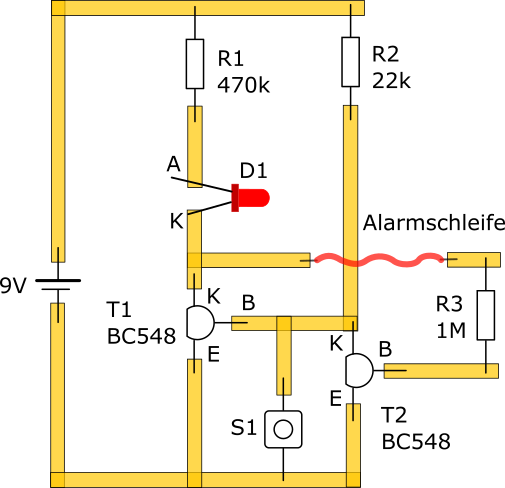 R1
470k
R2
22k
A
D1
K
Alarmschleife
9V
T1
BC548
K
B
E
R3
1M
K
B
E
S1
T2
BC548